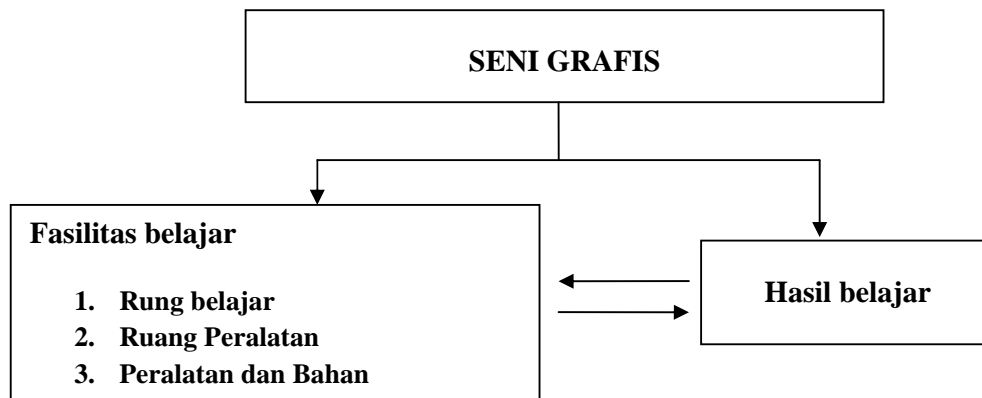 SENI GRAFIS
Fasilitas belajar
1. Rung belajar
2. Ruang Peralatan
3. Peralatan dan Bahan
Hasil belajar